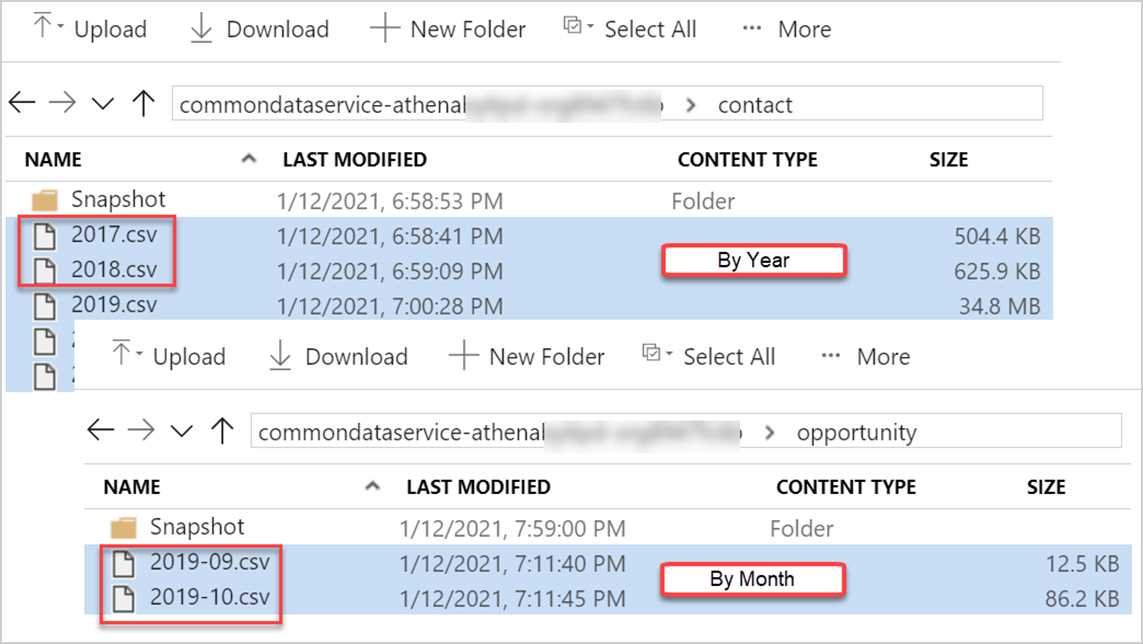 Upload Download New Folder Select All ··· More
commondataservice-athena > contact
NAME LAST MODIFIED CONTENT TYPE SIZE
Snapshot 1/12/2021, 6:58:53 PM Folder
2017.csv 1/12/2021, 6:58:41 PM 504.4 KB
By Year
2018.csv 1/12/2021, 6:59:09 PM 625.9 KB
2019.csv 1/12/2021, 7:00:28 PM 34.8 MB
Upload Download New Folder Select All ··· More
commondataservice-athena > opportunity
NAME LAST MODIFIED CONTENT TYPE SIZE
Snapshot 1/12/2021, 7:59:00 PM Folder
2019-09.csv 1/12/2021, 7:11:40 PM 12.5 KB
By Month
2019-10.csv 1/12/2021, 7:11:45 PM 86.2 KB